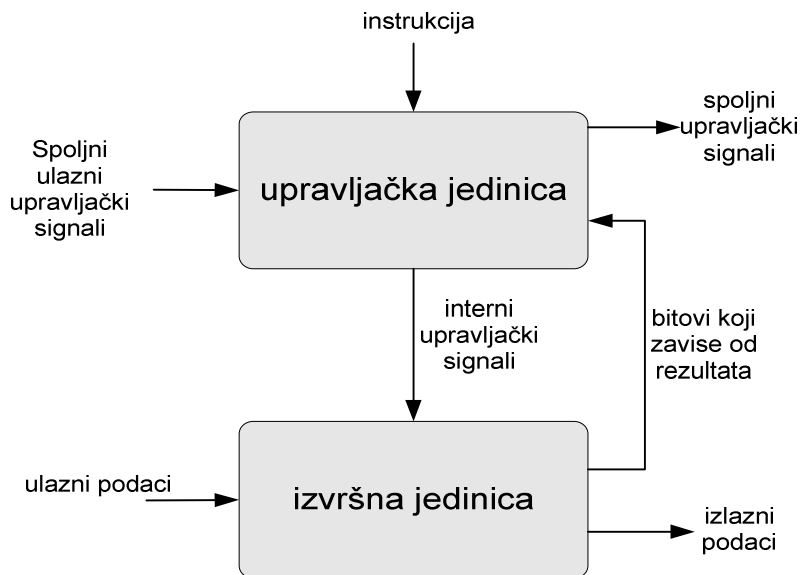 instrukcija
spoljni
upravljački
signali
Spoljni
ulazni
upravljački
signali
upravljačka jedinica
interni
upravljački
signali
bitovi koji
zavise od
rezultata
ulazni podaci
izvršna jedinica
izlazni
podaci